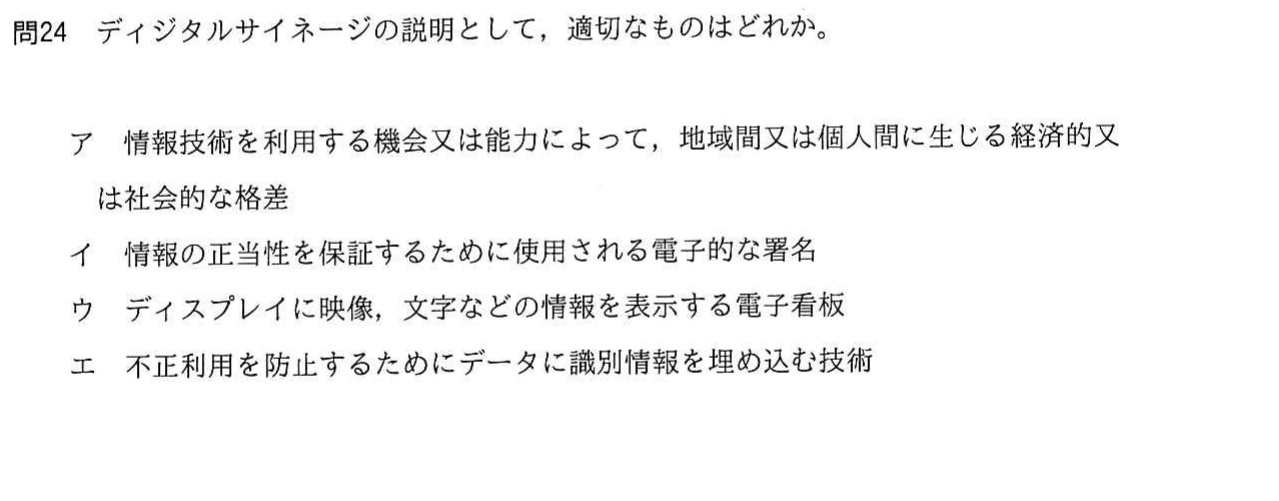 問24 ディジタルサイネージの説明として，適切なものはどれか。
ア 情報技術を利用する機会又は能力によって，地域間又は個人間に生じる経済的又
は社会的な格差
イ 情報の正当性を保証するために使用される電子的な署名
ウ ディスプレイに映像，文字などの情報を表示する電子看板
エ 不正利用を防止するためにデータに識別情報を埋め込む技術